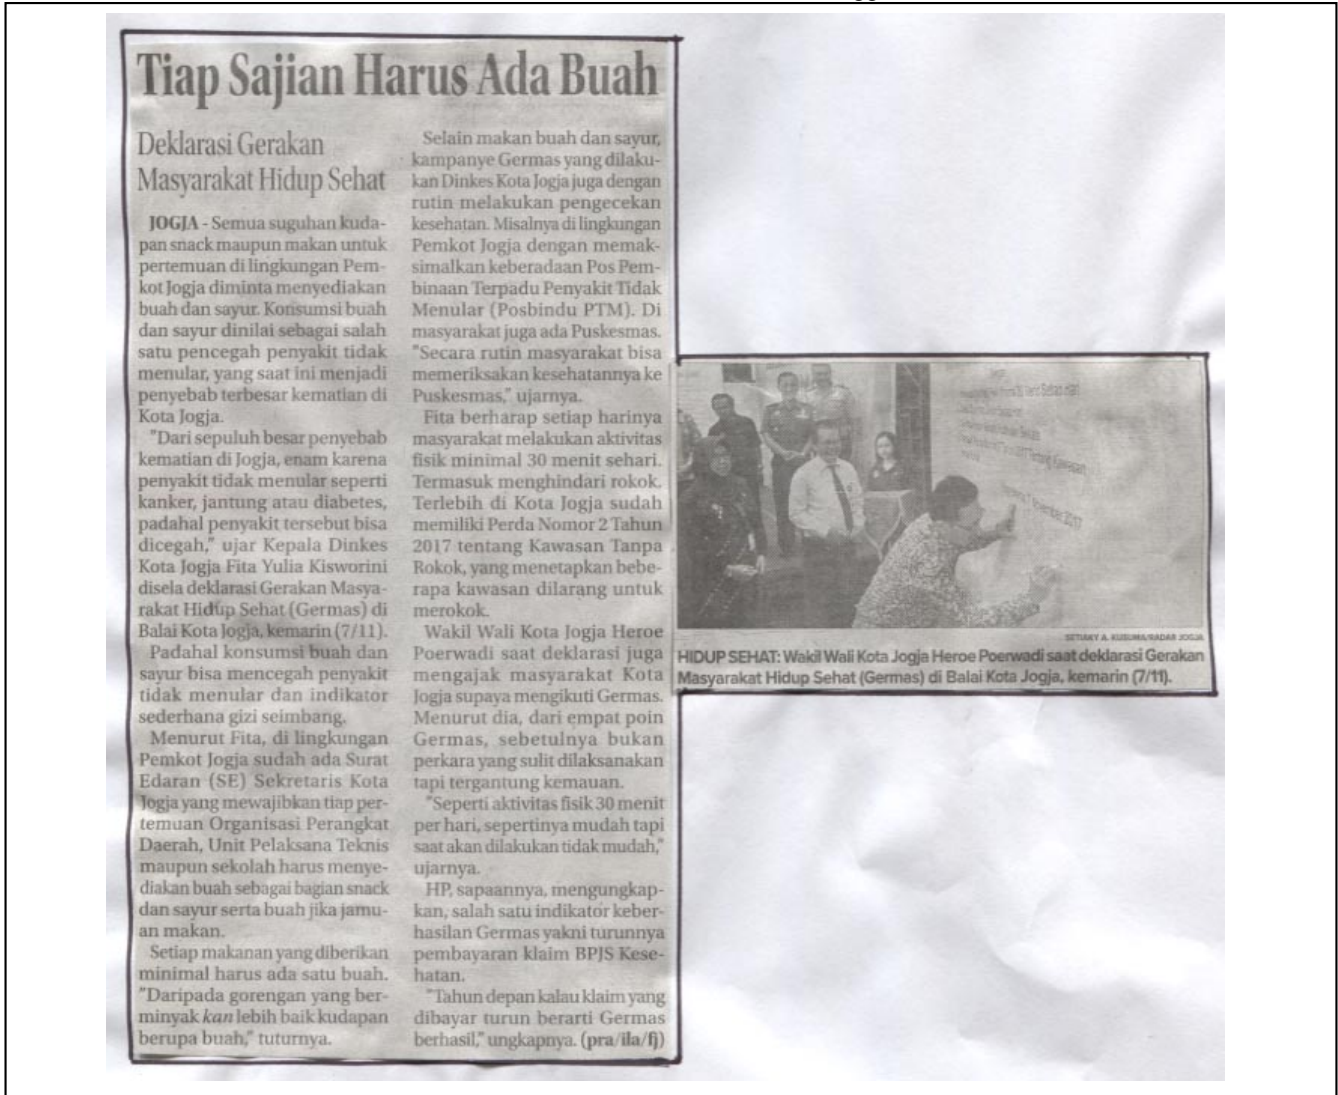 Tiap Sajian Harus Ada Buah
Deklarasi Gerakan
Masyarakat Hidup Sehat
JOGJA - Semua suguhan kuda-
pan snack maupun makan untuk
pertemuan di lingkungan Pem-
kot Jogja diminta menyediakan
buah dan sayur. Konsumsi buah
dan sayur dinilai sebagai salah
satu pencegah penyakit tidak
menular, yang saat ini menjadi
penyebab terbesar kematian di
Kota Jogja.
"Dari sepuluh besar penyebab
kematian di Jogja, enam karena
penyakit tidak menular seperti
kanker, jantung atau diabetes,
padahal penyakit tersebut bisa
dicegah," ujar Kepala Dinkes
Kota Jogja Fita Yulia Kisworini
disela deklarasi Gerakan Masya-
rakat Hidup Sehat (Germas) di
Balai Kota Jogja, kemarin (7/11).
Padahal konsumsi buah dan
sayur bisa mencegah penyakit
tidak menular dan indikator
sederhana gizi seimbang.
Menurut Fita, di lingkungan
Pemkot Jogja sudah ada Surat
Edaran (SE) Sekretaris Kota
Jogja yang mewajibkan tiap per-
temuan Organisasi Perangkat
Daerah, Unit Pelaksana Teknis
maupun sekolah harus menye-
diakan buah sebagai bagian snack
dan sayur serta buah jika jamu-
an makan.
Setiap makanan yang diberikan
minimal harus ada satu buah.
"Daripada gorengan yang ber-
minyak kan lebih baik kudapan
berupa buah," tuturnya.
Selain makan buah dan sayur,
kampanye Germas yang dilaku-
kan Dinkes Kota Jogja juga dengan
rutin melakukan pengecekan
kesehatan. Misalnya di lingkungan
Pemkot Jogja dengan memak-
simalkan keberadaan Pos Pem-
binaan Terpadu Penyakit Tidak
Menular (Posbindu PTM). Di
masyarakat juga ada Puskesmas.
"Secara rutin masyarakat bisa
memeriksakan kesehatannya ke
Puskesmas," ujarnya.
Fita berharap setiap harinya
masyarakat melakukan aktivitas
fisik minimal 30 menit sehari.
Termasuk menghindari rokok.
Terlebih di Kota Jogja sudah
memiliki Perda Nomor 2 Tahun
2017 tentang Kawasan Tanpa
Rokok, yang menetapkan bebe-
rapa kawasan dilarang untuk
merokok.
Wakil Wali Kota Jogja Heroe
Poerwadi saat deklarasi juga
mengajak masyarakat Kota
Jogja supaya mengikuti Germas.
Menurut dia, dari empat poin
Germas, sebetulnya bukan
perkara yang sulit dilaksanakan
tapi tergantung kemauan.
"Seperti aktivitas fisik 30 menit
per hari, sepertinya mudah tapi
saat akan dilakukan tidak mudah,"
ujarnya.
HP, sapaannya, mengungkap-
kan, salah satu indikator keber-
hasilan Germas yakni turunnya
pembayaran klaim BPJS Kese-
hatan.
"Tahun depan kalau klaim yang
dibayar turun berarti Germas
berhasil," ungkapnya. (pra/ila/fj)
SETIAKY A. KUSUMA/RADAR JOGJA
HIDUP SEHAT: Wakil Wali Kota Jogja Heroe Poerwadi saat deklarasi Gerakan
Masyarakat Hidup Sehat (Germas) di Balai Kota Jogja, kemarin (7/11).